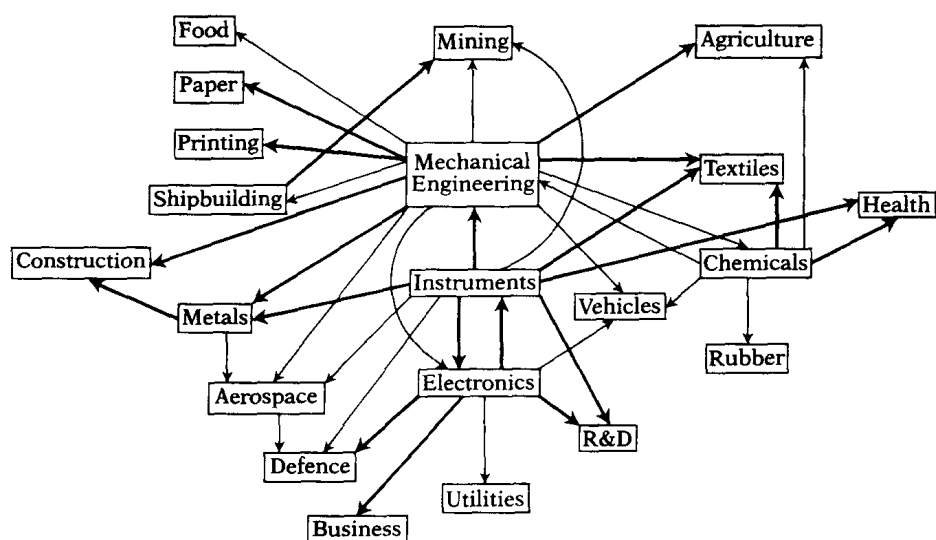 Food
Mining
Agriculture
Paper
Printing
Mechanical
Engineering
Textiles
Shipbuilding
Health
Construction
Instruments
Chemicals
Metals
Vehicles
Rubber
Aerospace
Electronics
R&D
Defence
Utilities
Business